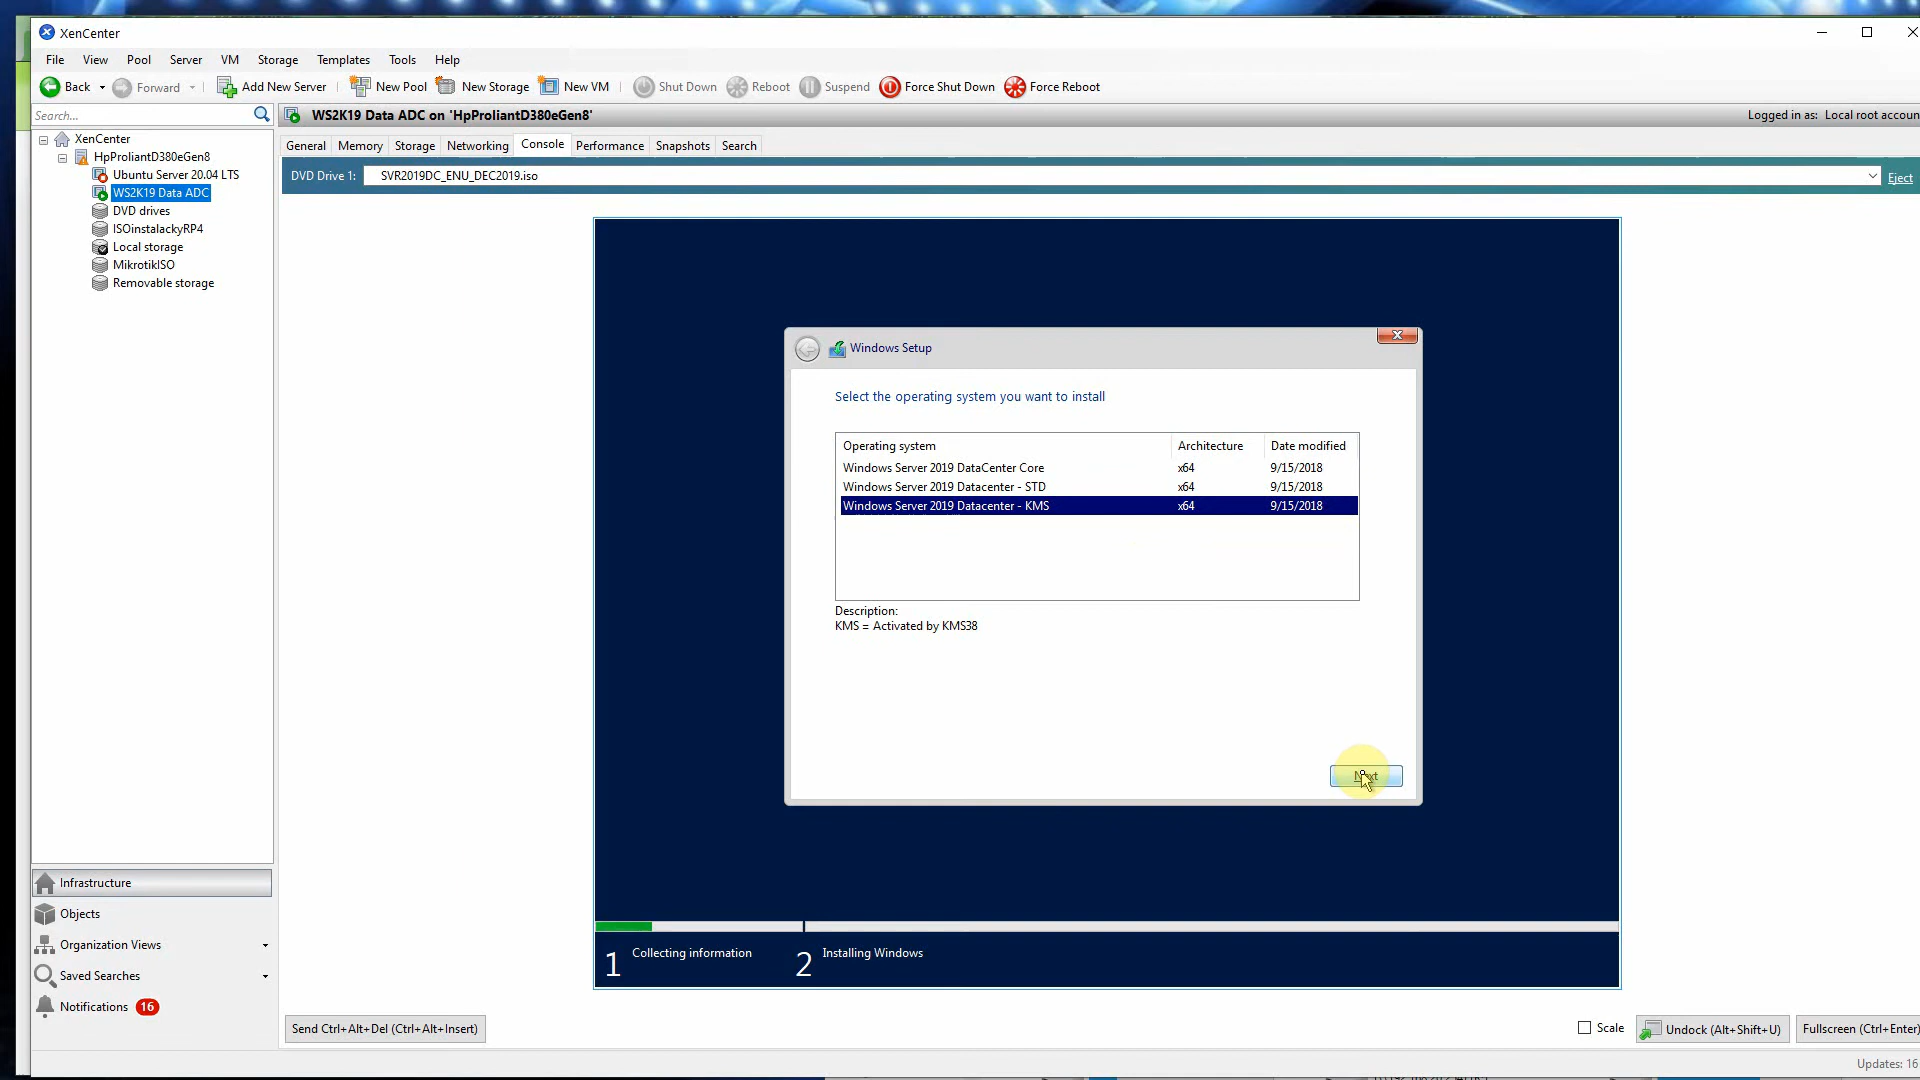 XenCenter
File View Pool Server VM Storage Templates Tools Help
Back Forward Add New Server New Pool New Storage New VM Shut Down Reboot Suspend Force Shut Down Force Reboot
Search...
WS2K19 Data ADC on 'HpProliantD380eGen8'
Logged in as: Local root accoun
XenCenter
HpProliantD380eGen8
Ubuntu Server 20.04 LTS
WS2K19 Data ADC
DVD drives
ISOinstalackyRP4
Local storage
MikrotikISO
Removable storage
General Memory Storage Networking Console Performance Snapshots Search
DVD Drive 1: SVR2019DC_ENU_DEC2019.iso Eject
Windows Setup
Select the operating system you want to install
Operating system Architecture Date modified
Windows Server 2019 DataCenter Core x64 9/15/2018
Windows Server 2019 Datacenter - STD x64 9/15/2018
Windows Server 2019 Datacenter - KMS x64 9/15/2018
Description:
KMS = Activated by KMS38
Next
1 Collecting information 2 Installing Windows
Infrastructure
Objects
Organization Views
Saved Searches
Notifications 16
Send Ctrl+Alt+Del (Ctrl+Alt+Insert)
Scale Undock (Alt+Shift+U) Fullscreen (Ctrl+Enter)
Updates: 16